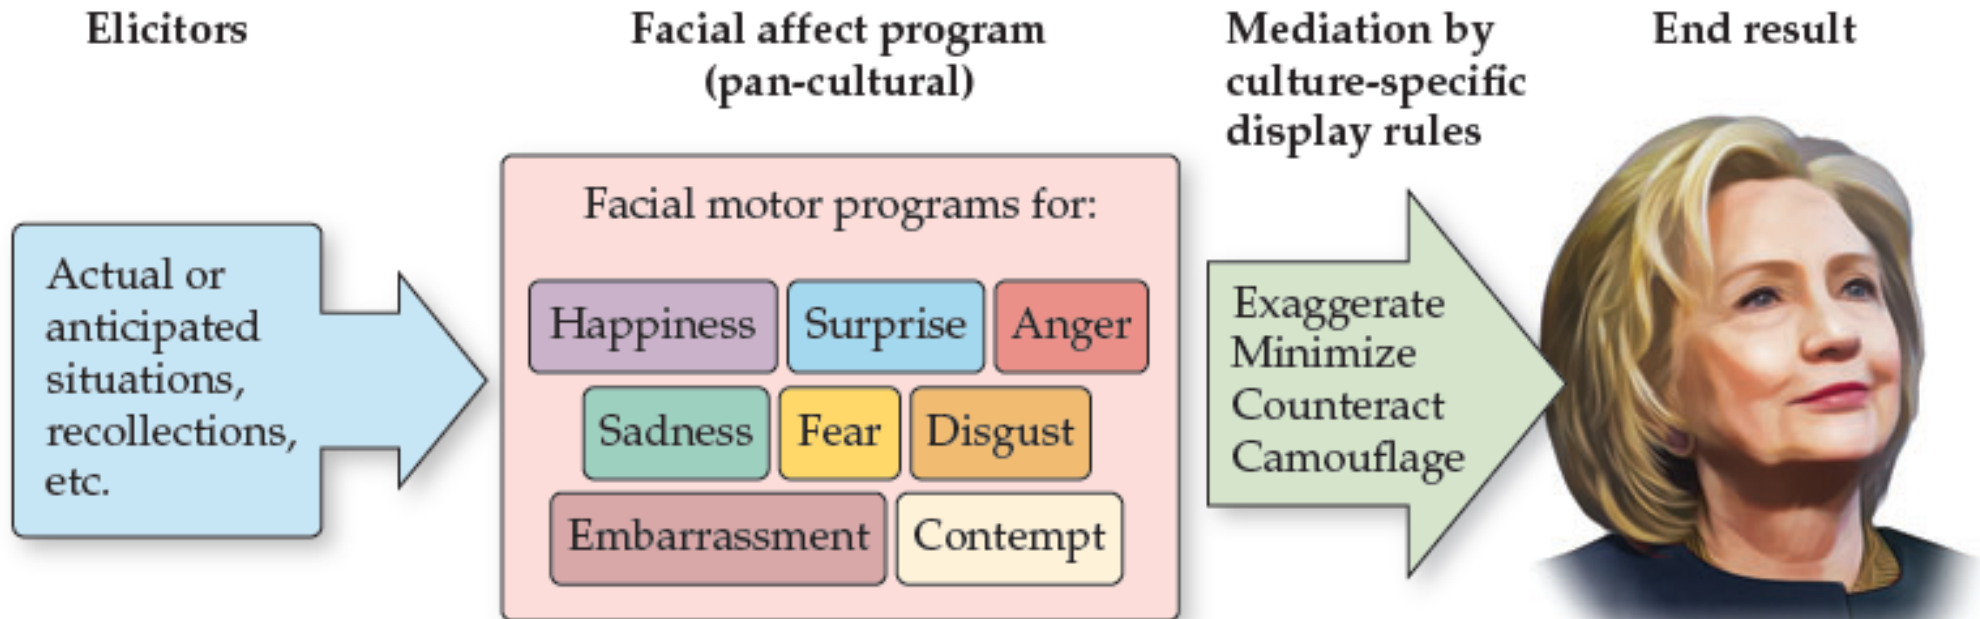 Elicitors
Facial affect program
(pan-cultural)
Mediation by
culture-specific
display rules
End result
Actual or
anticipated
situations,
recollections,
etc.
Facial motor programs for:
Happiness
Surprise
Anger
Sadness
Fear
Disgust
Embarrassment
Contempt
Exaggerate
Minimize
Counteract
Camouflage